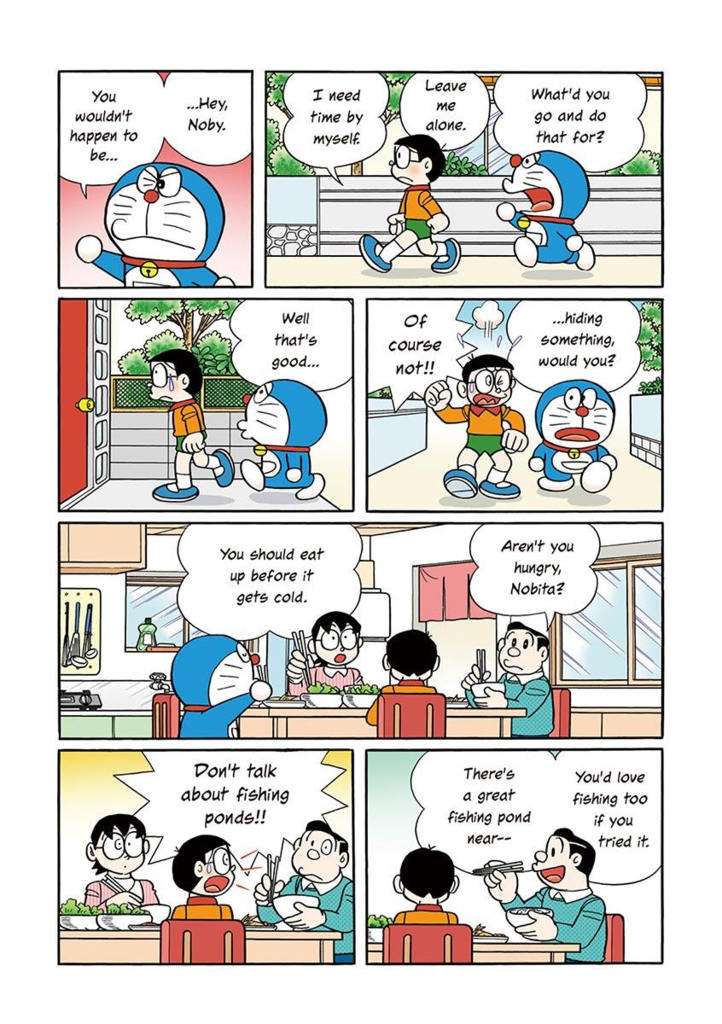 What'd you
go and do
that for?
Leave
me
alone.
I need
time by
myself.
...Hey,
Noby.
You
wouldn't
happen to
be...
...hiding
something,
would you?
Of
course
not!!
Well
that's
good...
Aren't you
hungry,
Nobita?
You should eat
up before it
gets cold.
You'd love
fishing too
if you
tried it.
There's
a great
fishing pond
near--
Don't talk
about fishing
ponds!!